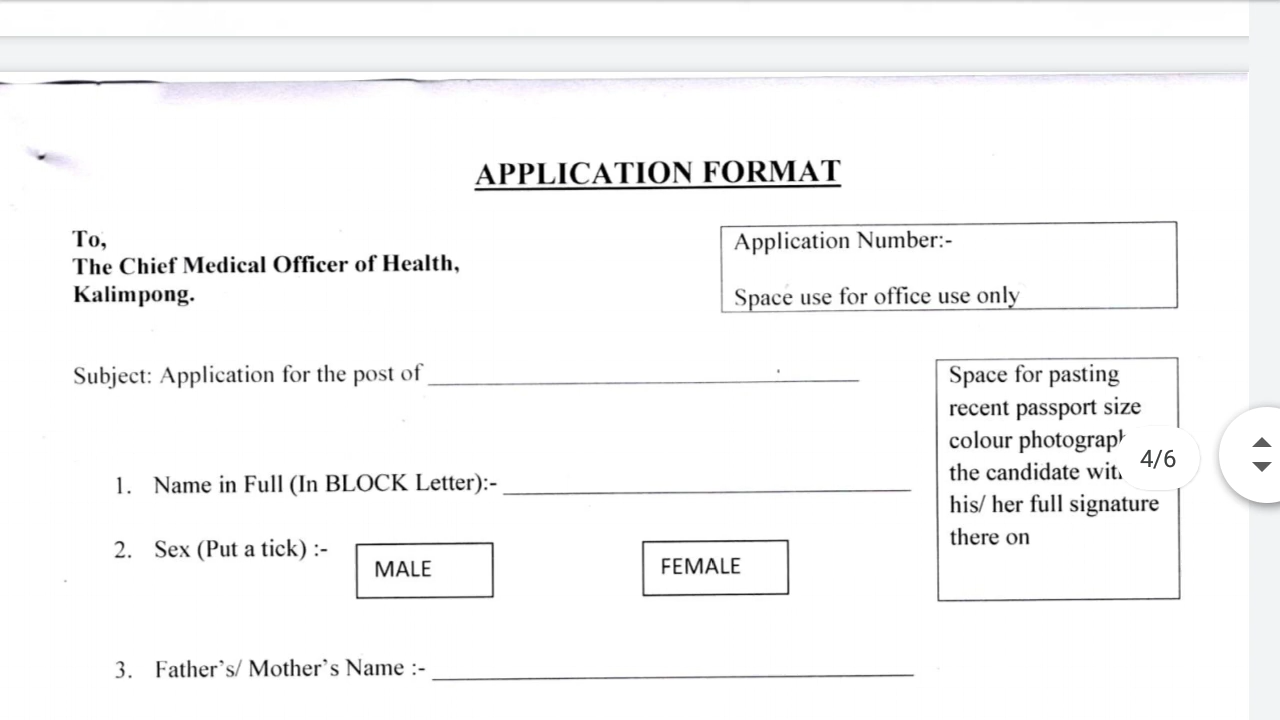 APPLICATION FORMAT
To,
The Chief Medical Officer of Health,
Kalimpong.
Application Number:-
Space use for office use only
Subject: Application for the post of
Space for pasting
recent passport size
colour photograph
the candidate with
his/ her full signature
there on
4/6
1. Name in Full (In BLOCK Letter):-
2. Sex (Put a tick) :-
MALE
FEMALE
3. Father's/ Mother's Name :-